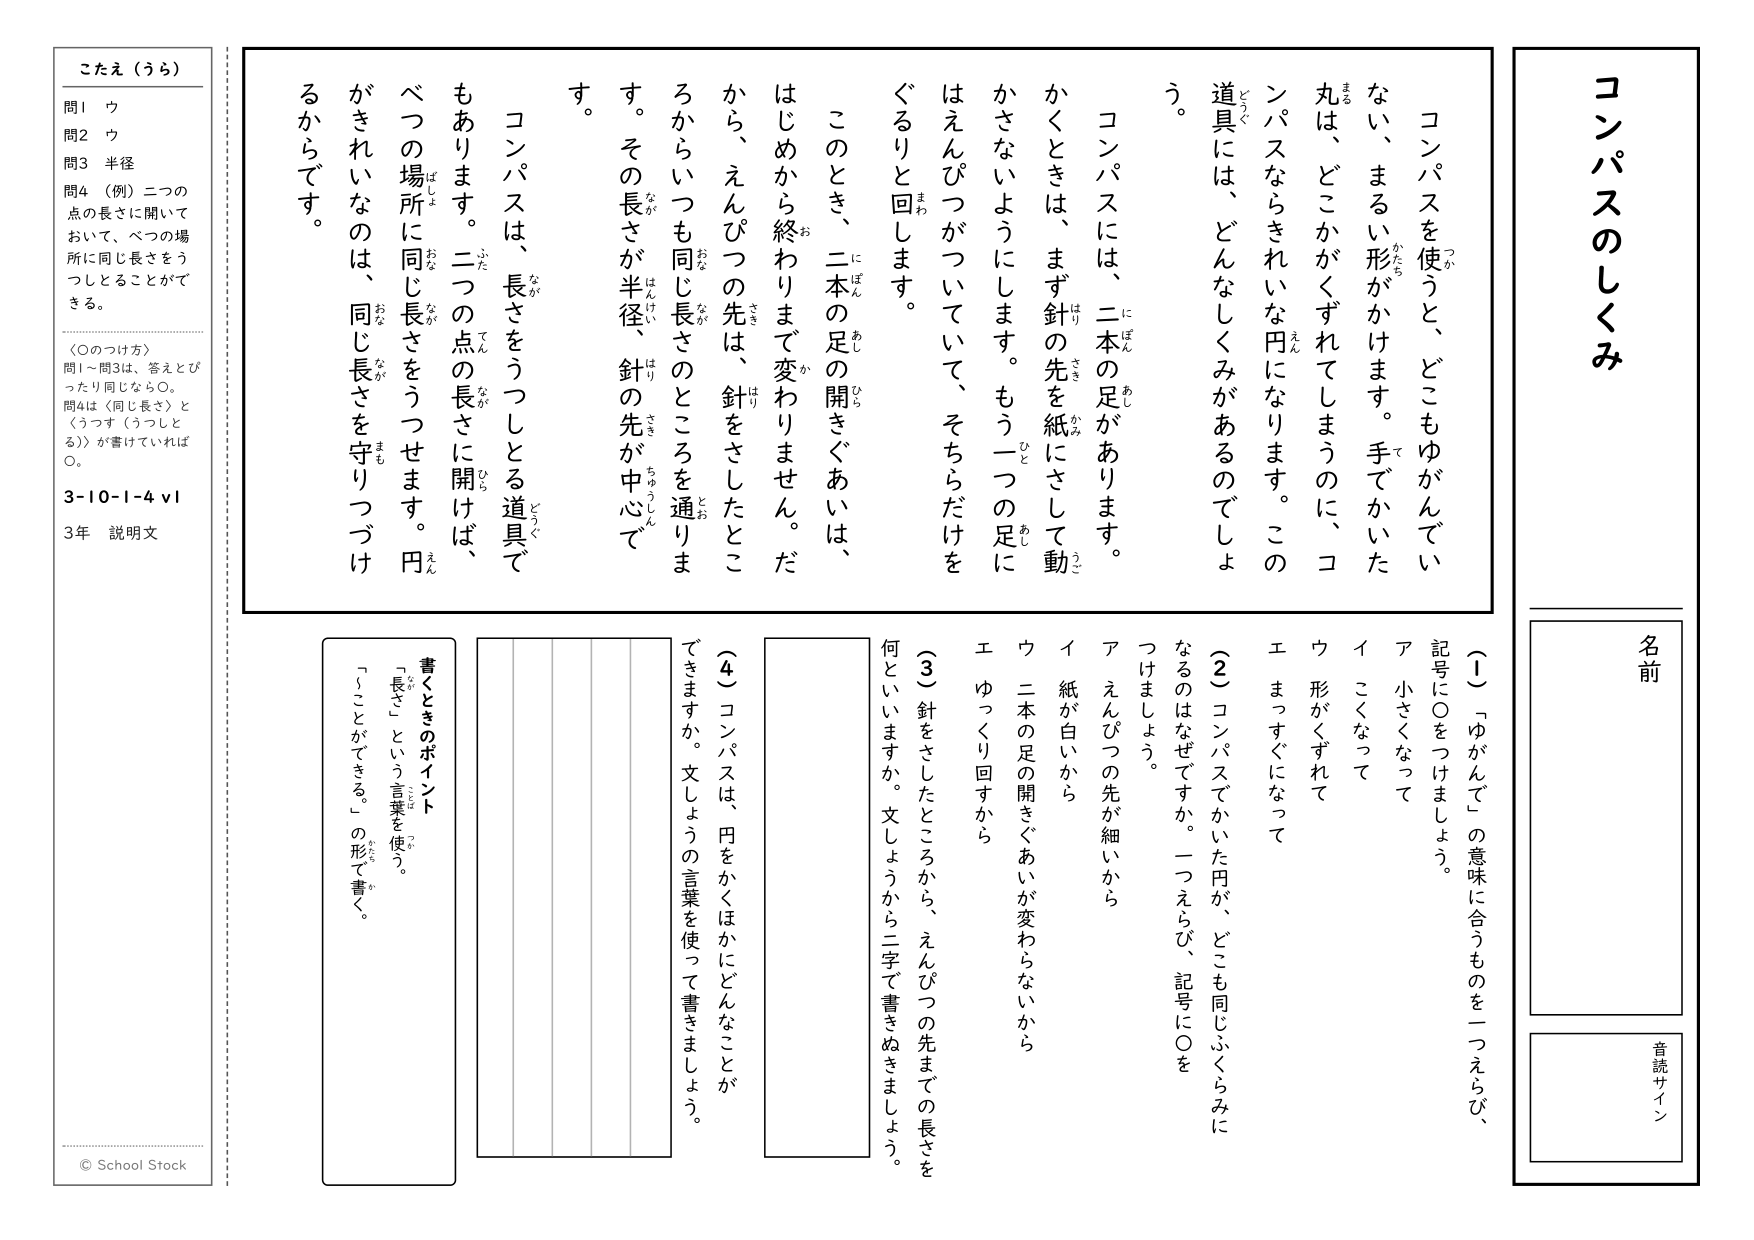 コンパスのしくみ
名前
音読サイン
コンパスを使うと、どこもゆがんでい
ない、まるい形がかけます。手でかいた
丸は、どこかがくずれてしまうのに、コ
ンパスならきれいな円になります。この
道具には、どんなしくみがあるのでしょ
う。
コンパスには、二本の足があります。
かくときは、まず針の先を紙にさして動
かさないようにします。もう一つの足に
はえんぴつがついていて、そちらだけを
ぐるりと回します。
このとき、二本の足の開きぐあいは、
はじめから終わりまで変わりません。だ
から、えんぴつの先は、針をさしたとこ
ろからいつも同じ長さのところを通りま
す。その長さが半径、針の先が中心で
す。
コンパスは、長さをうつしとる道具で
もあります。二つの点の長さに開けば、
べつの場所に同じ長さをうつせます。円
がきれいなのは、同じ長さを守りつづけ
るからです。
(1)「ゆがんで」の意味に合うものを一つえらび、
記号に〇をつけましょう。
ア 小さくなって
イ こくなって
ウ 形がくずれて
エ まっすぐになって
(2)コンパスでかいた円が、どこも同じふくらみに
なるのはなぜですか。一つえらび、記号に〇を
つけましょう。
ア えんぴつの先が細いから
イ 紙が白いから
ウ 二本の足の開きぐあいが変わらないから
エ ゆっくり回すから
(3)針をさしたところから、えんぴつの先までの長さを
何といいますか。文しょうから二字で書きぬきましょう。
(4)コンパスは、円をかくほかにどんなことが
できますか。文しょうの言葉を使って書きましょう。
書くときのポイント
「長さ」という言葉を使う。
「~ことができる。」の形で書く。
こたえ(うら)
問1 ウ
問2 ウ
問3 半径
問4 (例)二つの
点の長さに開いて
おいて、べつの場
所に同じ長さをう
つしとることがで
きる。
〈〇のつけ方〉
問1~問3は、答えとぴ
ったり同じなら〇。
問4は〈同じ長さ〉と
〈うつす(うつしと
る)〉が書けていれば
〇。
3-10-1-4 v1
3年 説明文
© School Stock